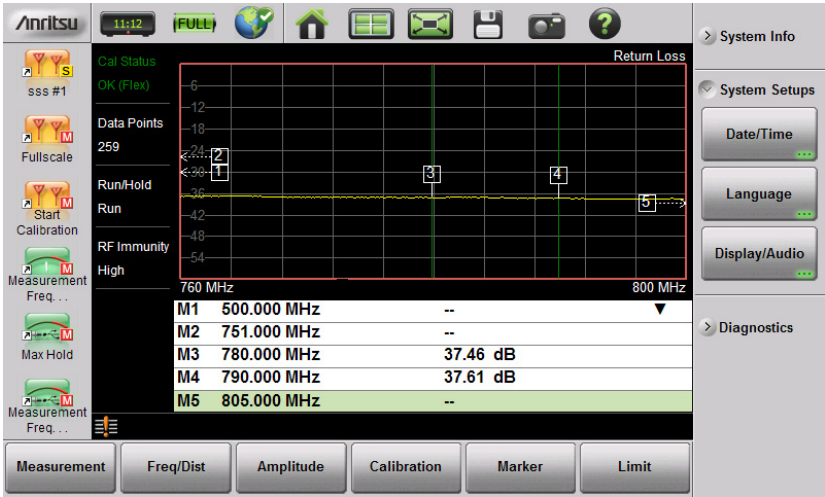 Anritsu
11:12
FULL
?
System Info
sss #1
S
Fullscale
M
Start
Calibration
M
Measurement
Freq. . .
M
Max Hold
M
Measurement
Freq. . .
M
Cal Status
OK (Flex)
Data Points
259
Run/Hold
Run
RF Immunity
High
Return Loss
-6
-12
-18
-24
-30
-36
-42
-48
-54
2
1
3
4
5
760 MHz
800 MHz
M1 500.000 MHz --
M2 751.000 MHz --
M3 780.000 MHz 37.46 dB
M4 790.000 MHz 37.61 dB
M5 805.000 MHz --
System Setups
Date/Time
Language
Display/Audio
Diagnostics
Measurement
Freq/Dist
Amplitude
Calibration
Marker
Limit